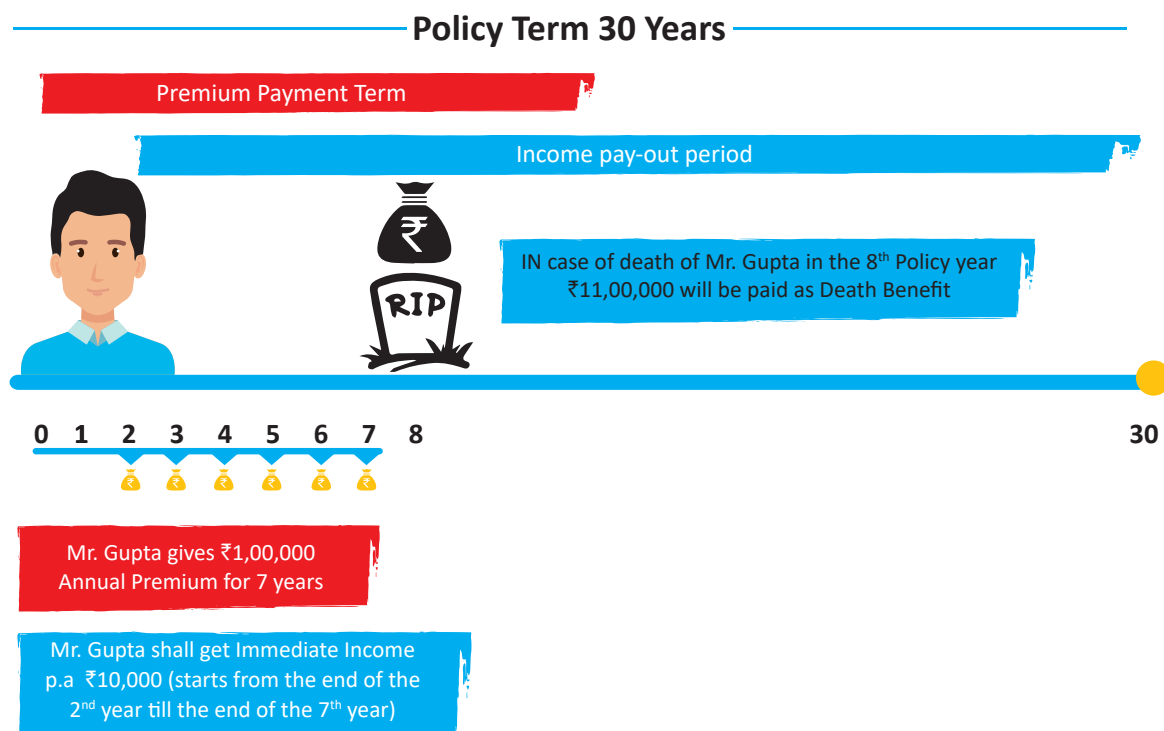 Policy Term 30 Years
Premium Payment Term
Income pay-out period
₹
RIP
IN case of death of Mr. Gupta in the 8th Policy year
₹11,00,000 will be paid as Death Benefit
0 1 2 3 4 5 6 7 8 30
₹ ₹ ₹ ₹ ₹ ₹
Mr. Gupta gives ₹1,00,000
Annual Premium for 7 years
Mr. Gupta shall get Immediate Income
p.a ₹10,000 (starts from the end of the
2nd year till the end of the 7th year)